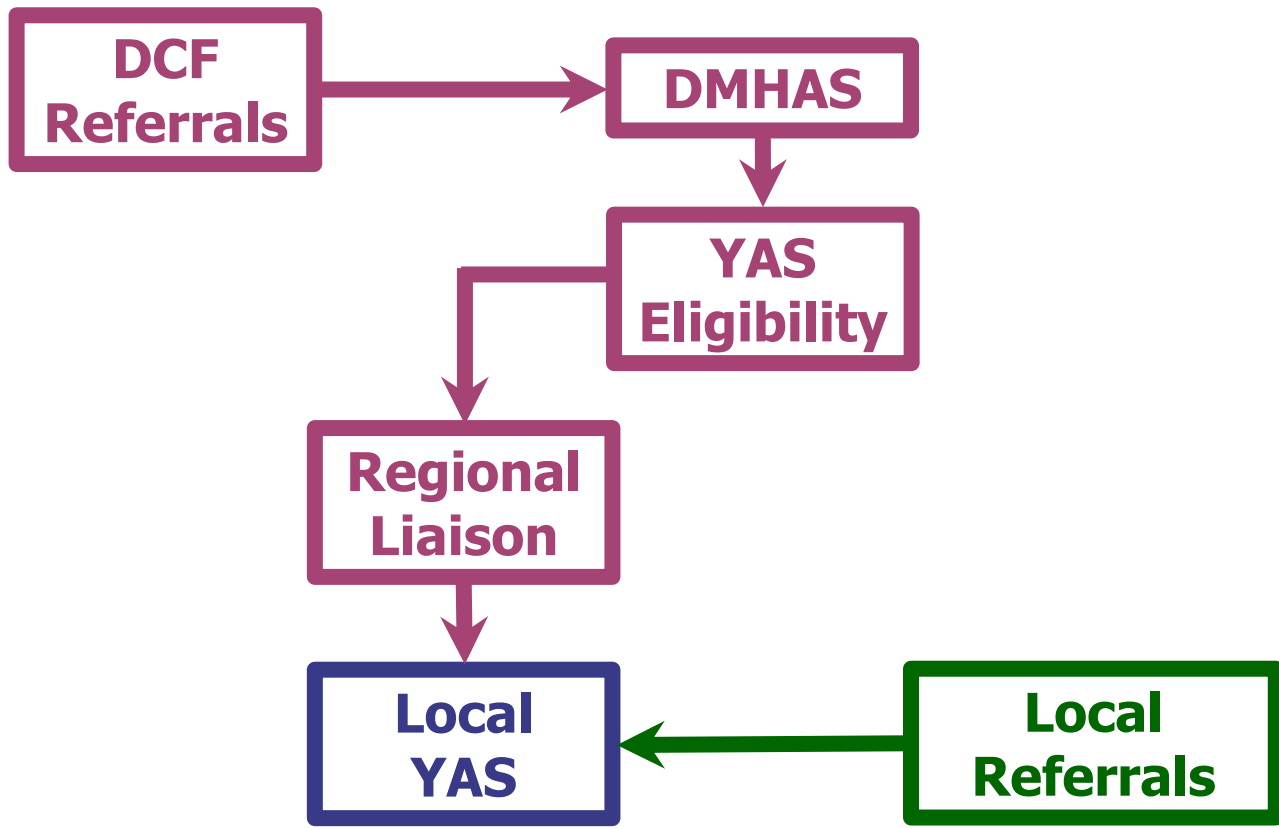 DCF
Referrals
DMHAS
YAS
Eligibility
Regional
Liaison
Local
YAS
Local
Referrals